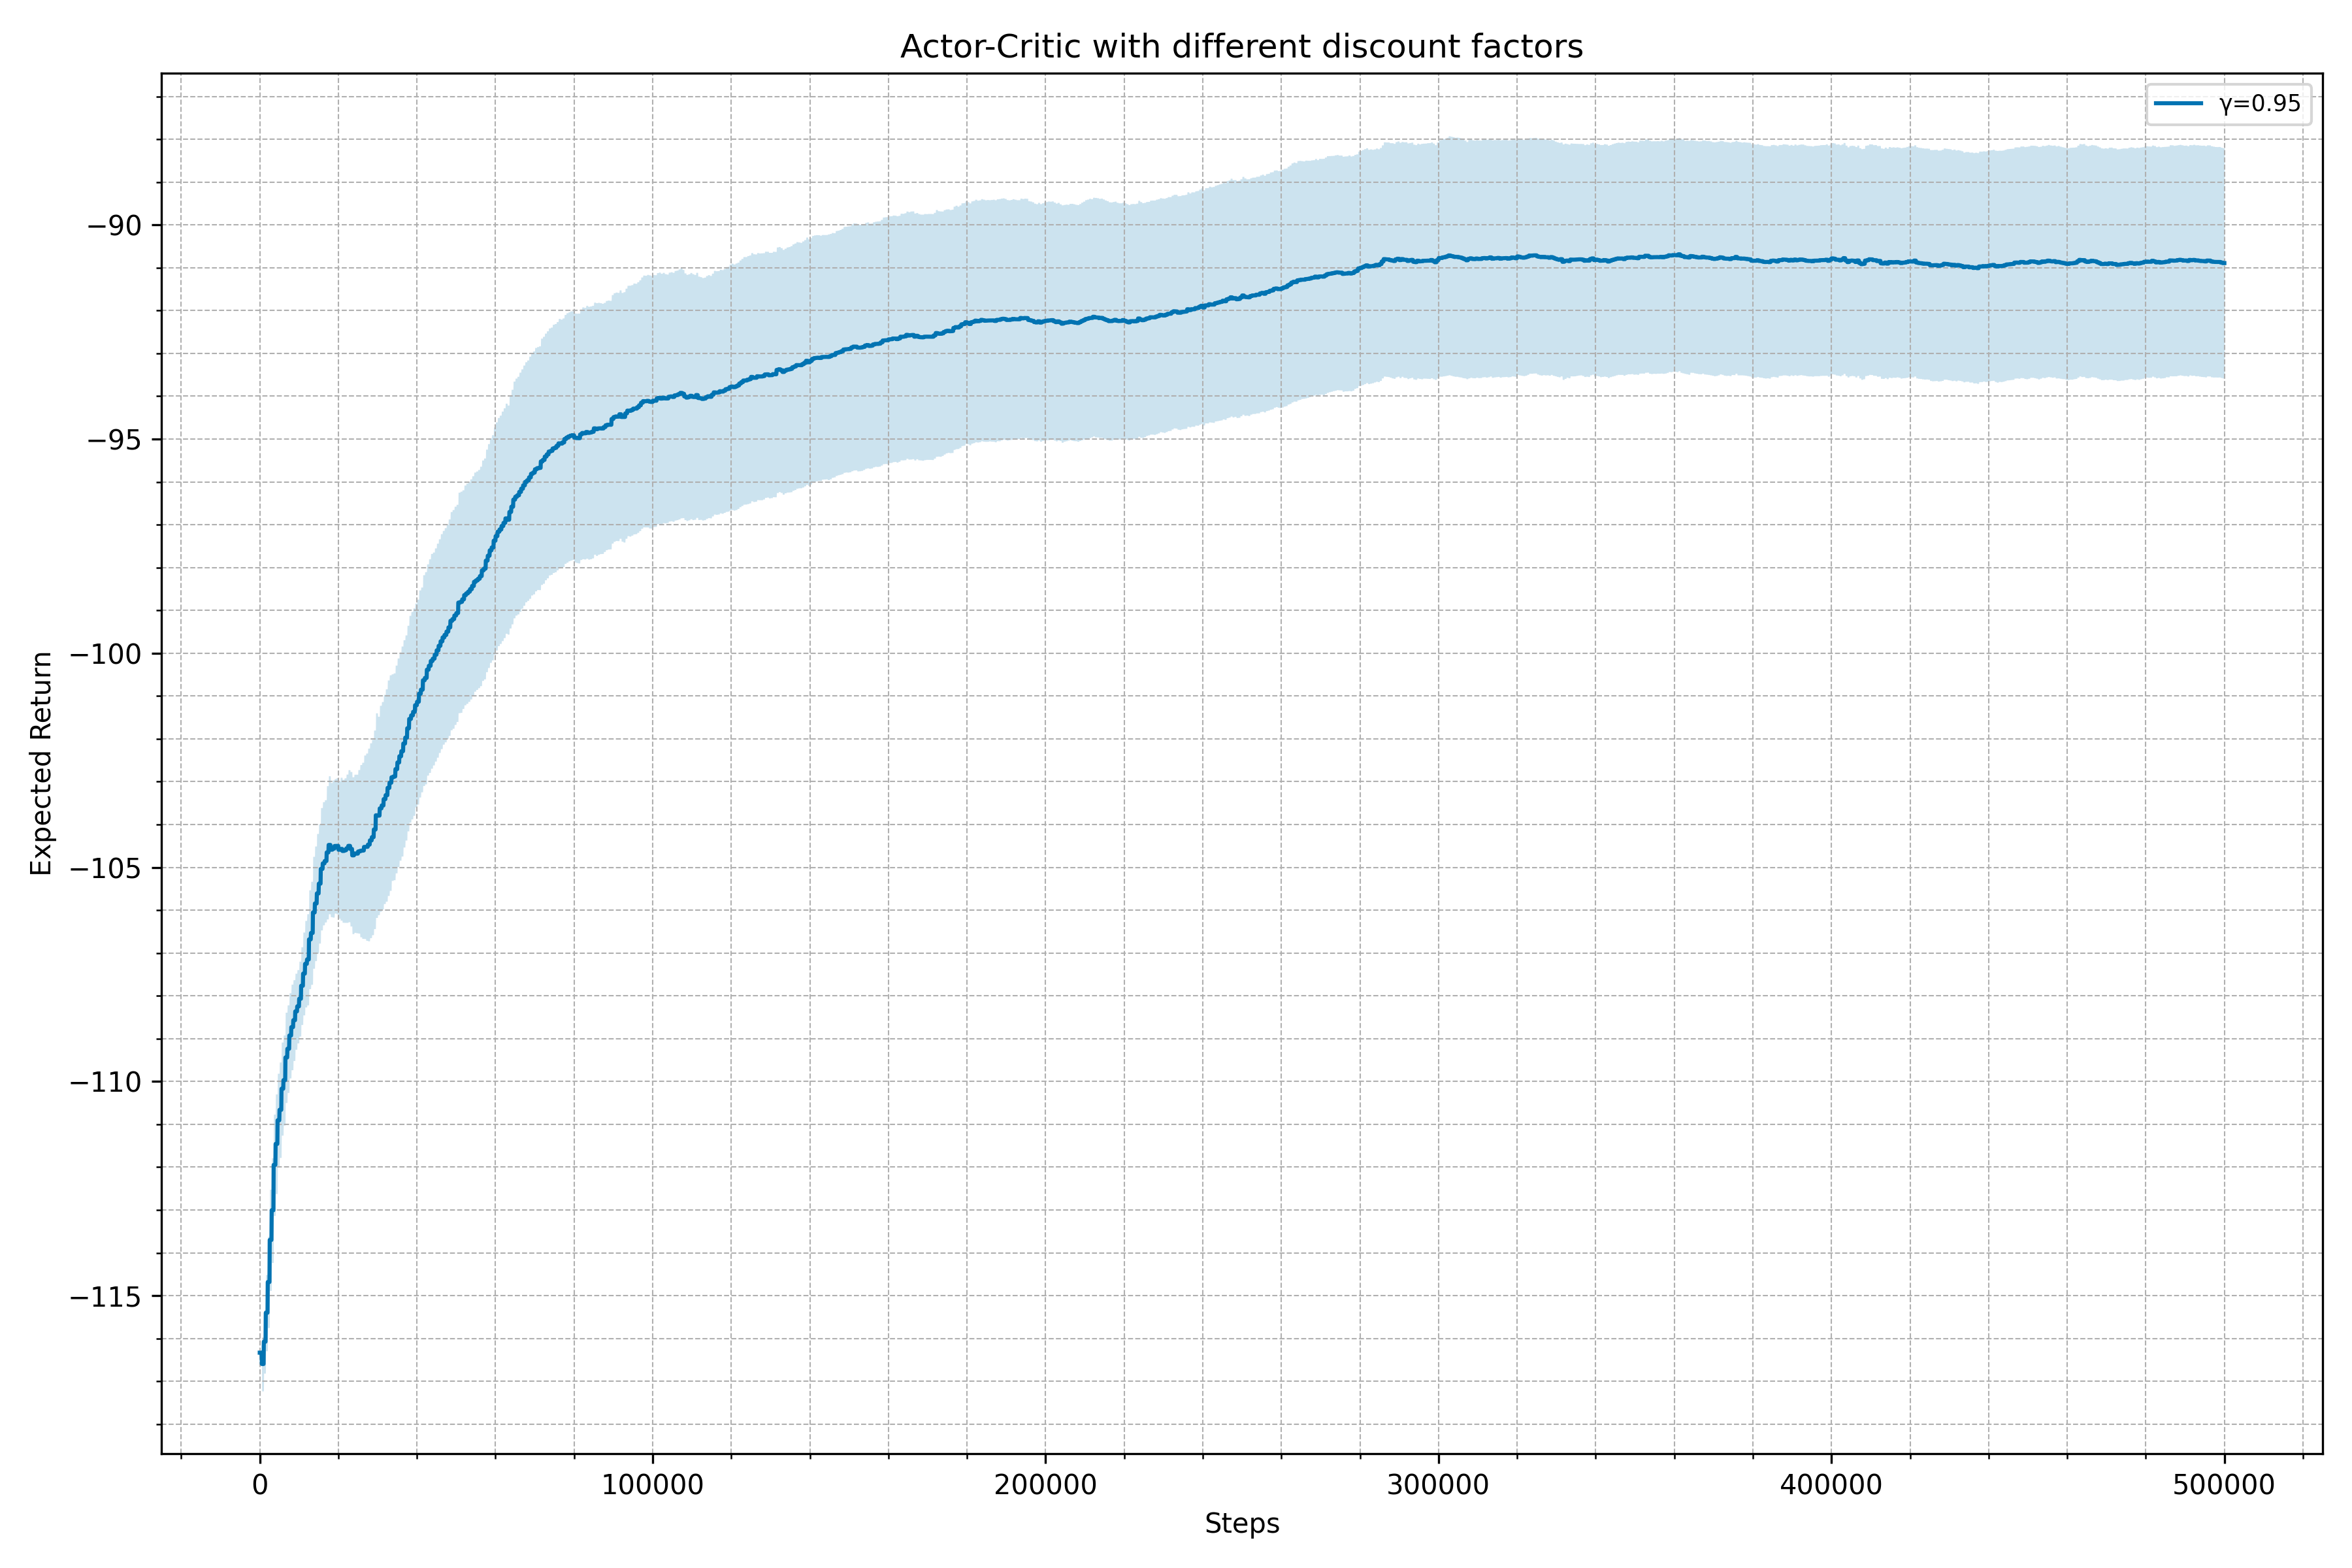 Actor-Critic with different discount factors
γ=0.95
Expected Return
−90
−95
−100
−105
−110
−115
0 100000 200000 300000 400000 500000
Steps